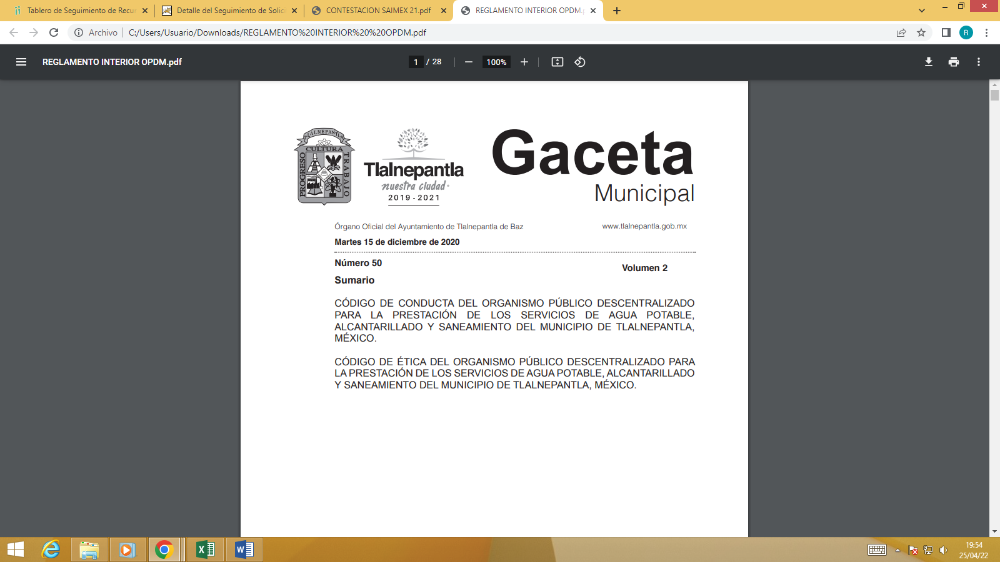 Tablero de Seguimiento de Recur
Detalle del Seguimiento de Solici
CONTESTACION SAIMEX 21.pdf
REGLAMENTO INTERIOR OPDM.p
Archivo
C:/Users/Usuario/Downloads/REGLAMENTO%20INTERIOR%20%20OPDM.pdf
R
REGLAMENTO INTERIOR OPDM.pdf
1 / 28
100%
TLALNEPANTLA
CULTURA
PROGRESO
TRABAJO
Tlalnepantla
nuestra ciudad
2019 - 2021
Gaceta
Municipal
Órgano Oficial del Ayuntamiento de Tlalnepantla de Baz
www.tlalnepantla.gob.mx
Martes 15 de diciembre de 2020
Número 50
Volumen 2
Sumario
CÓDIGO DE CONDUCTA DEL ORGANISMO PÚBLICO DESCENTRALIZADO
PARA LA PRESTACIÓN DE LOS SERVICIOS DE AGUA POTABLE,
ALCANTARILLADO Y SANEAMIENTO DEL MUNICIPIO DE TLALNEPANTLA,
MÉXICO.
CÓDIGO DE ÉTICA DEL ORGANISMO PÚBLICO DESCENTRALIZADO PARA
LA PRESTACIÓN DE LOS SERVICIOS DE AGUA POTABLE, ALCANTARILLADO
Y SANEAMIENTO DEL MUNICIPIO DE TLALNEPANTLA, MÉXICO.
19:54
25/04/22